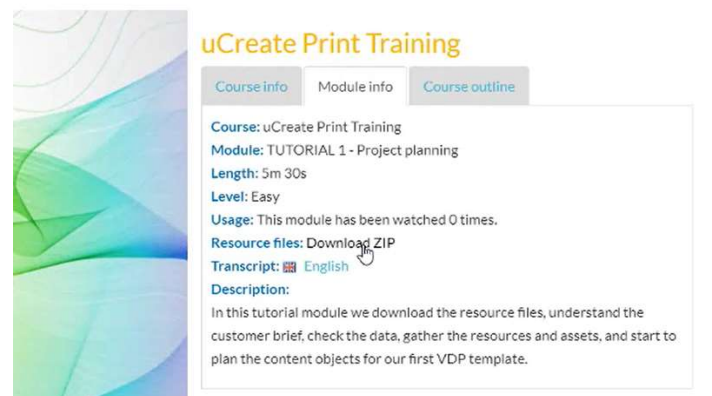 uCreate Print Training
Course info Module info Course outline
Course: uCreate Print Training
Module: TUTORIAL 1 - Project planning
Length: 5m 30s
Level: Easy
Usage: This module has been watched 0 times.
Resource files: Download ZIP
Transcript: English
Description:
In this tutorial module we download the resource files, understand the
customer brief, check the data, gather the resources and assets, and start to
plan the content objects for our first VDP template.